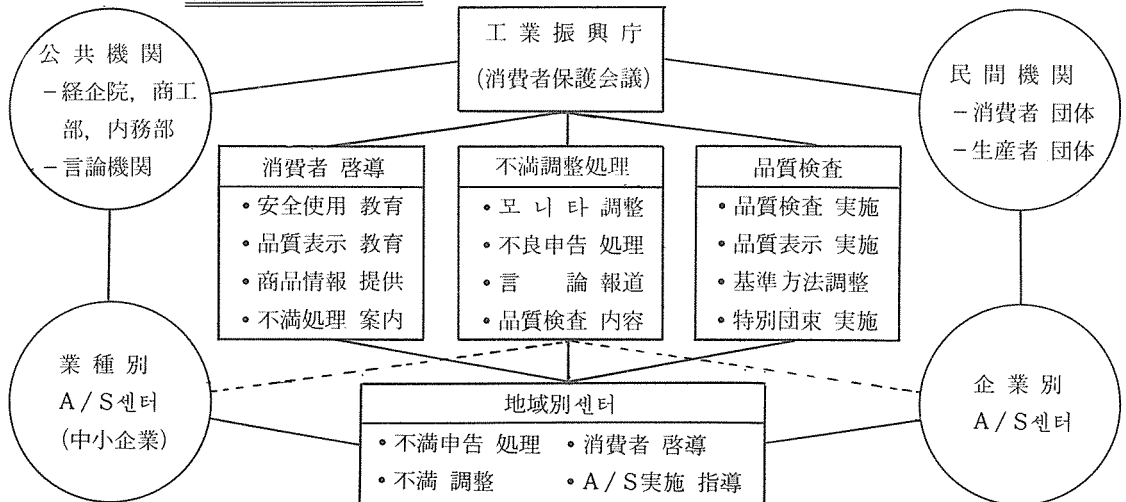 工業振興庁
(消費者保護会議)
公共機関
-経企院, 商工
部, 内務部
-言論機関
民間機関
-消費者 団体
-生産者 団体
消費者 啓導
• 安全使用 教育
• 品質表示 教育
• 商品情報 提供
• 不満処理 案内
不満調整処理
• 모니타 調整
• 不良申告 処理
• 言論報道
• 品質検査 内容
品質検査
• 品質検査 実施
• 品質表示 実施
• 基準方法調整
• 特別団束 実施
業種別
A/S센터
(中小企業)
地域別센터
• 不満申告 処理 • 消費者 啓導
• 不満 調整 • A/S実施 指導
企業別
A/S센터